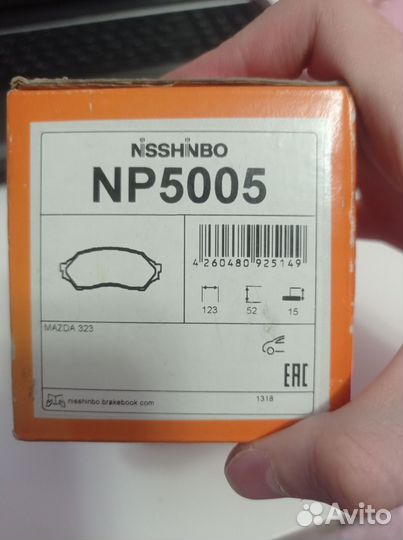 NiSSHiNBO
NP5005
4 260480 925149
123 52 15
MAZDA 323
EAC
nisshinbo.brakebook.com
1318
Avito